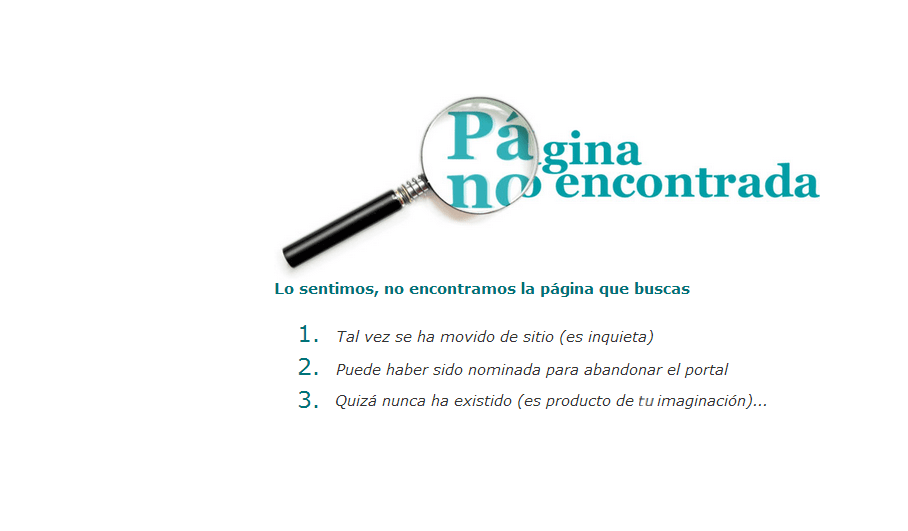 Página
no encontrada
Lo sentimos, no encontramos la página que buscas
1. Tal vez se ha movido de sitio (es inquieta)
2. Puede haber sido nominada para abandonar el portal
3. Quizá nunca ha existido (es producto de tu imaginación)...